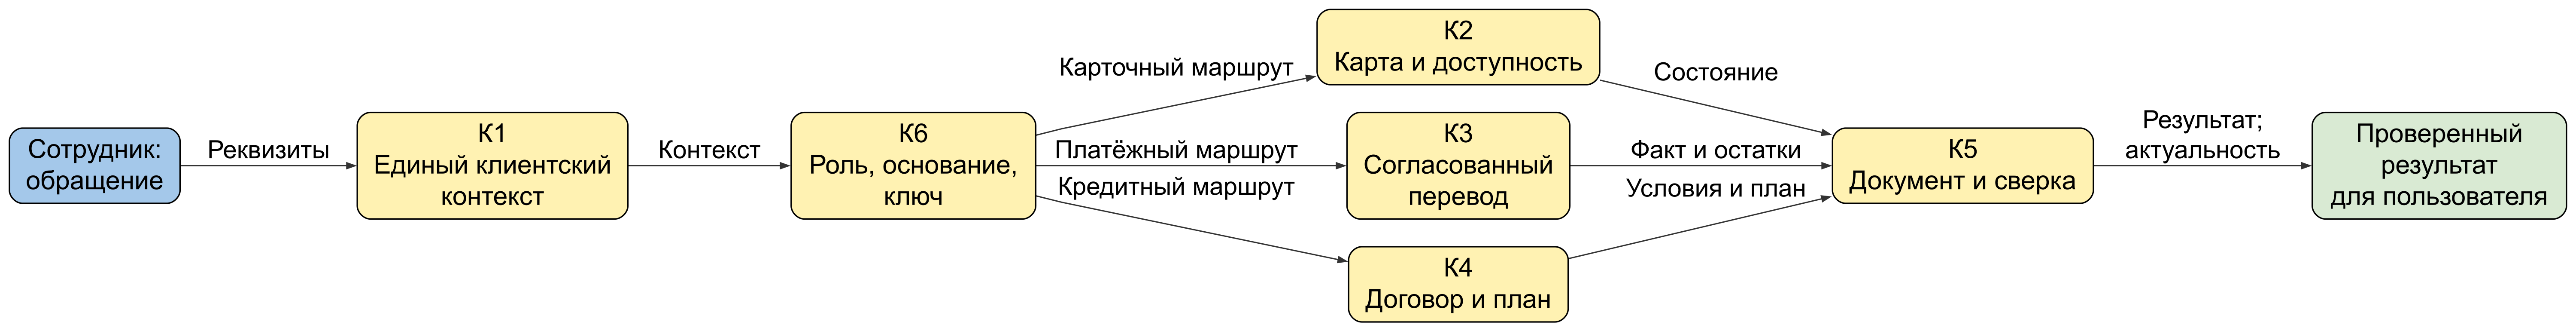 Сотрудник:
обращение
Реквизиты
К1
Единый клиентский
контекст
Контекст
К6
Роль, основание,
ключ
Карточный маршрут
Платёжный маршрут
Кредитный маршрут
К2
Карта и доступность
К3
Согласованный
перевод
К4
Договор и план
Состояние
Факт и остатки
Условия и план
К5
Документ и сверка
Результат;
актуальность
Проверенный
результат
для пользователя